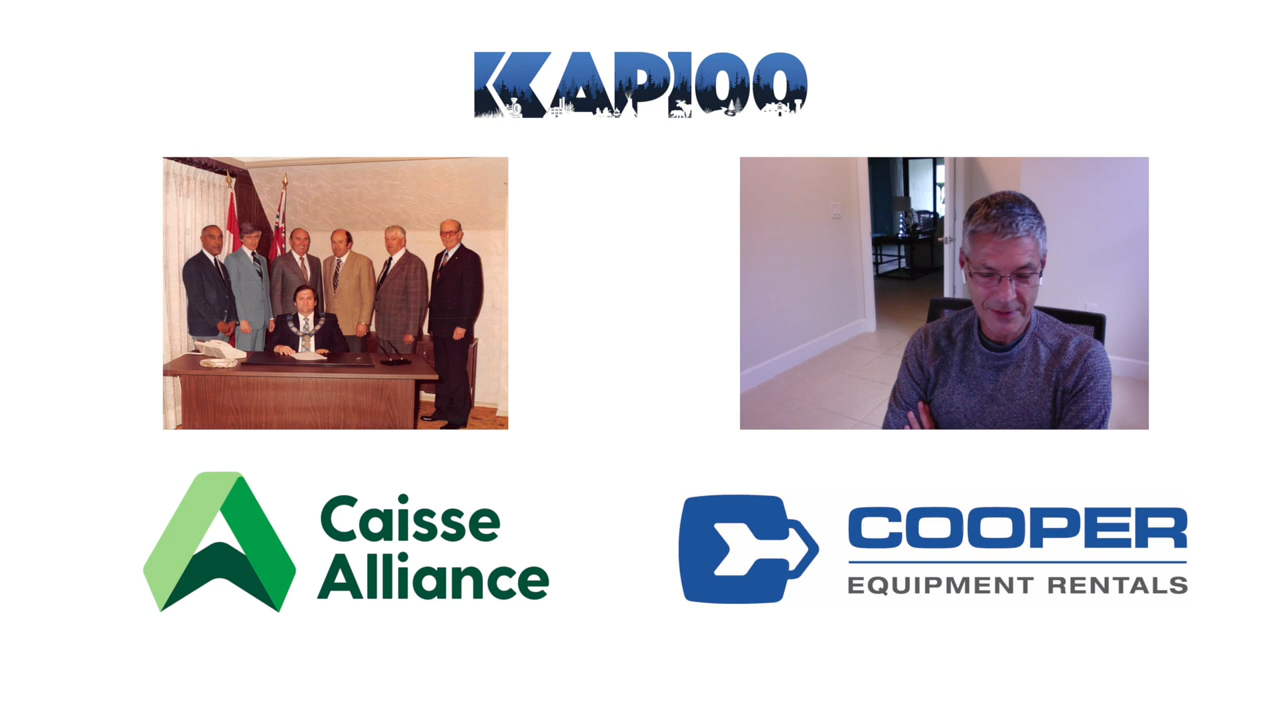 KAP100
Caisse
Alliance
COOPER
EQUIPMENT RENTALS